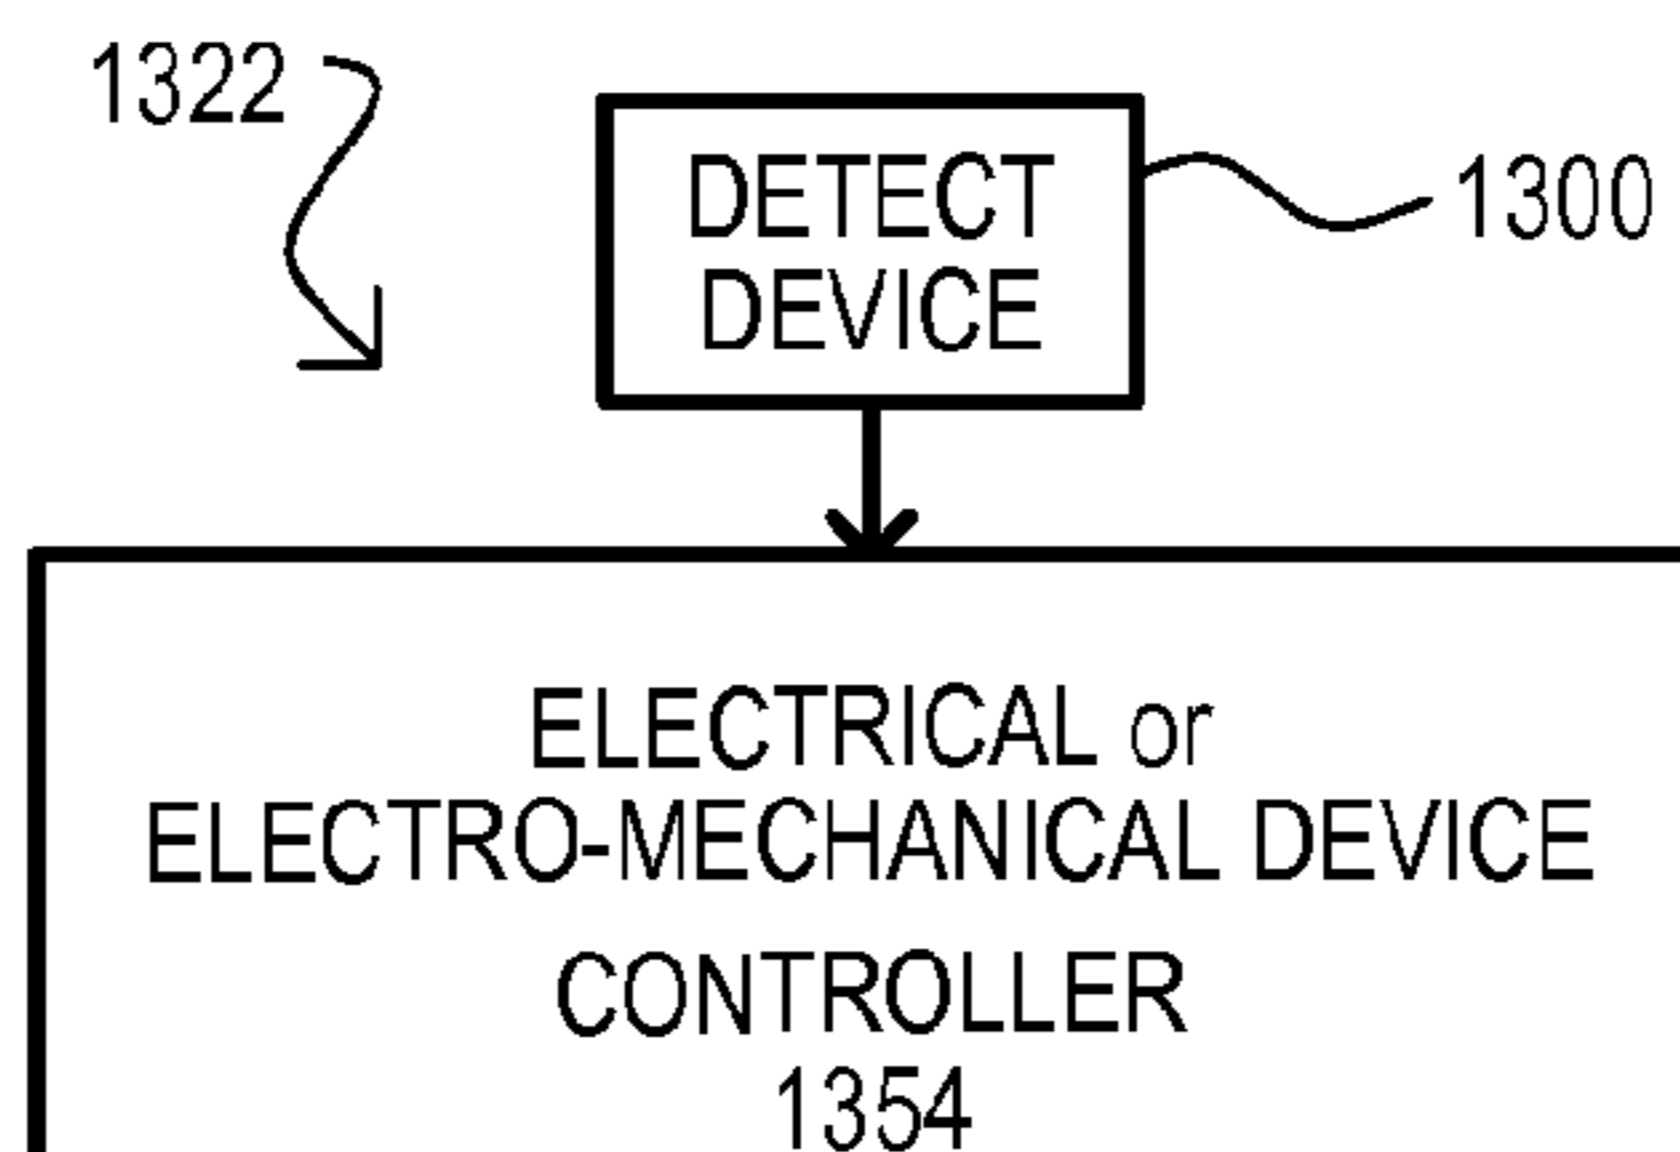 1322
DETECT
DEVICE
1300
ELECTRICAL or
ELECTRO-MECHANICAL DEVICE
CONTROLLER
1354